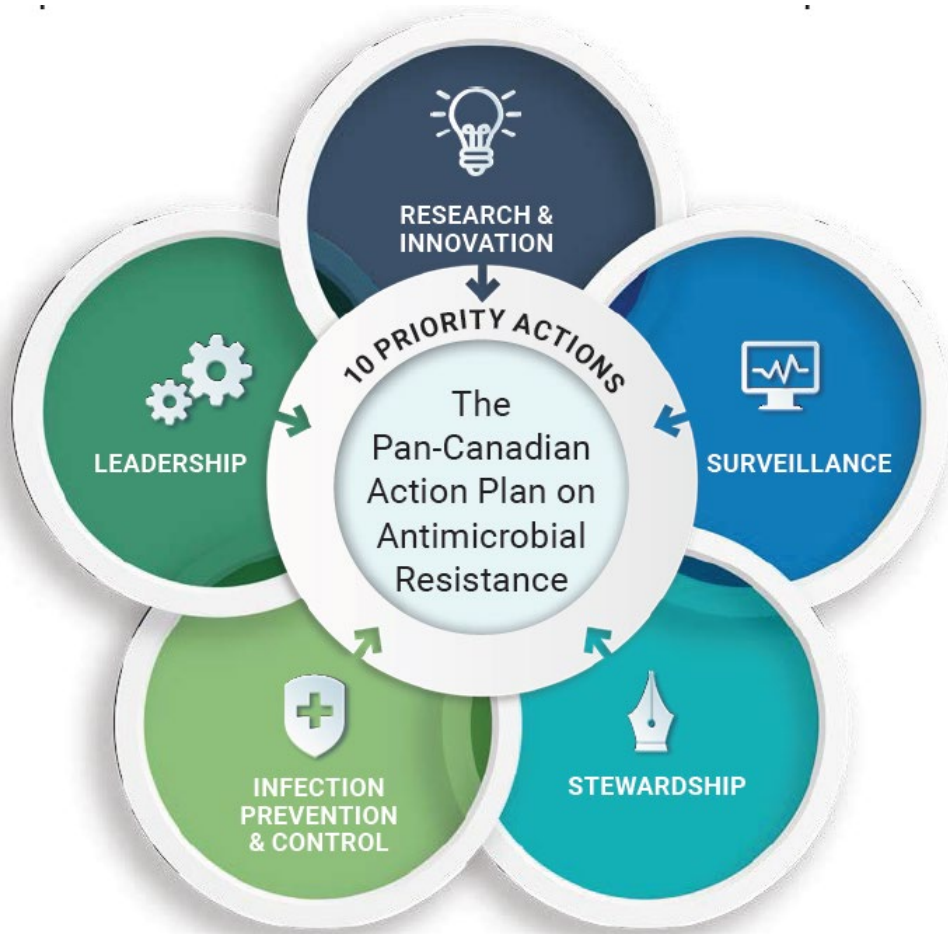 RESEARCH &
INNOVATION
10 PRIORITY ACTIONS
The
Pan-Canadian
Action Plan on
Antimicrobial
Resistance
LEADERSHIP
SURVEILLANCE
INFECTION
PREVENTION
& CONTROL
STEWARDSHIP